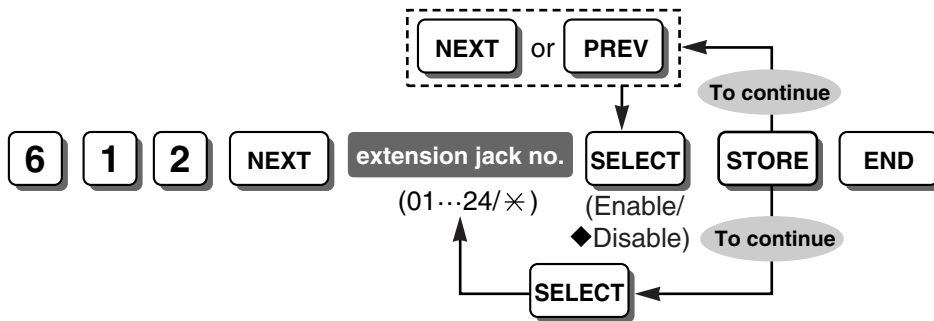 NEXT or PREV
To continue
6 1 2 NEXT extension jack no. SELECT STORE END
(01···24/✳) (Enable/
◆Disable) To continue
SELECT